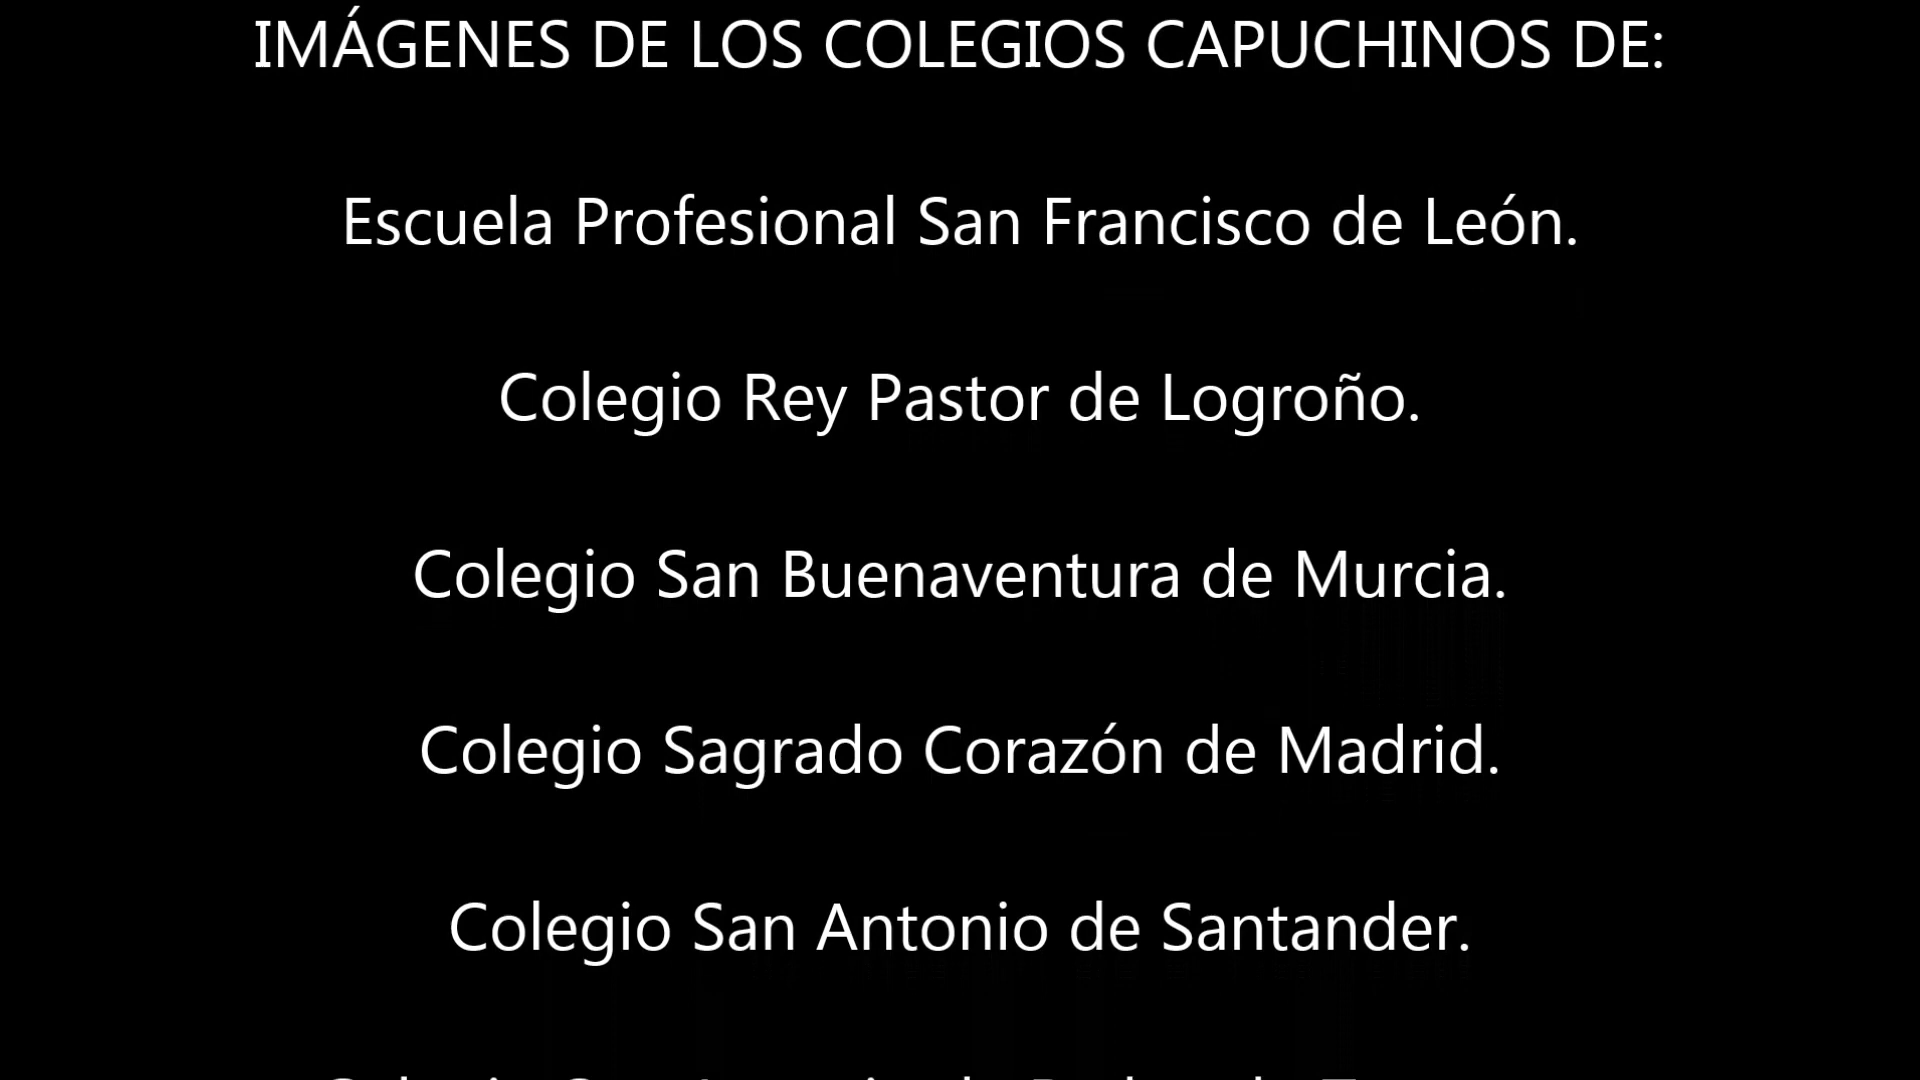 IMÁGENES DE LOS COLEGIOS CAPUCHINOS DE:
Escuela Profesional San Francisco de León.
Colegio Rey Pastor de Logroño.
Colegio San Buenaventura de Murcia.
Colegio Sagrado Corazón de Madrid.
Colegio San Antonio de Santander.